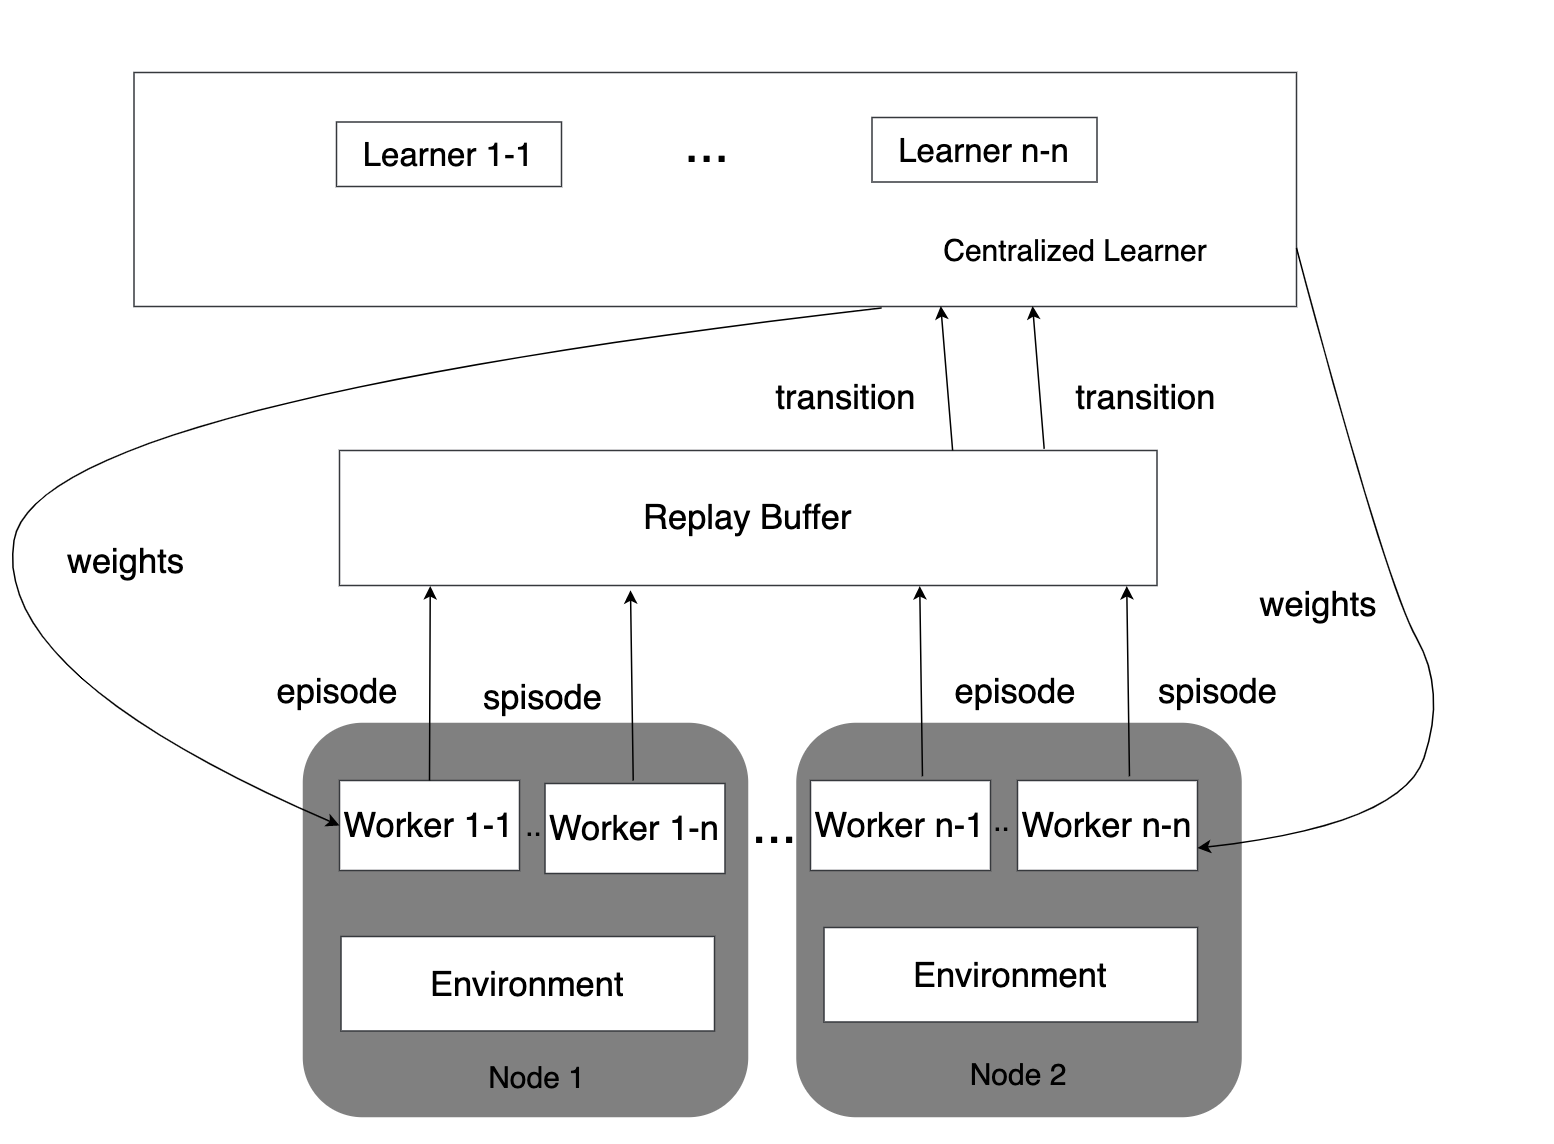 Learner 1-1
...
Learner n-n
Centralized Learner
transition
transition
Replay Buffer
weights
weights
episode
spisode
episode
spisode
Worker 1-1
..
Worker 1-n
...
Worker n-1
..
Worker n-n
Environment
Environment
Node 1
Node 2